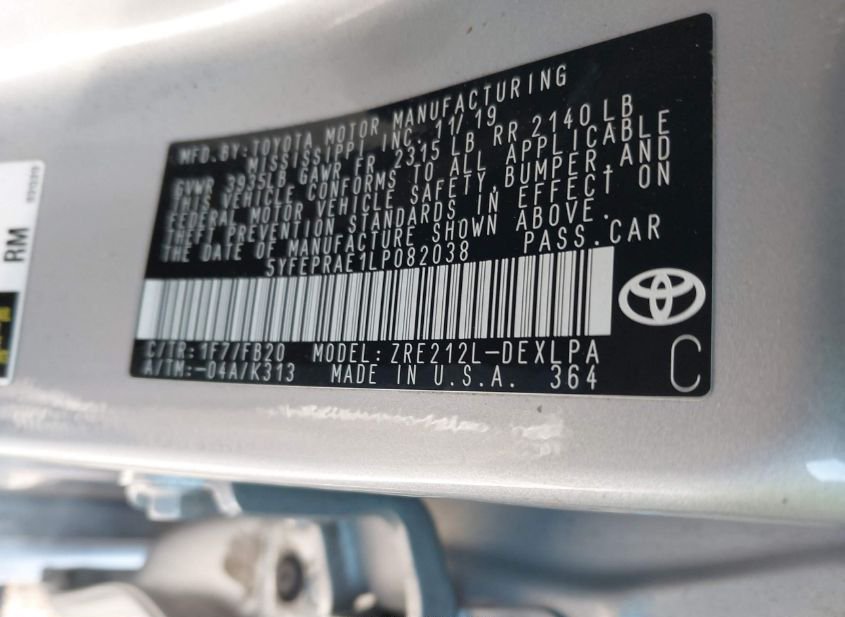 MFD.BY:TOYOTA MOTOR MANUFACTURING
MISSISSIPPI INC. 11/19
GVWR 3935LB GAWR FR 2315 LB RR 2140 LB
THIS VEHICLE CONFORMS TO ALL APPLICABLE
FEDERAL MOTOR VEHICLE SAFETY,BUMPER,AND
THEFT PREVENTION STANDARDS IN EFFECT ON
THE DATE OF MANUFACTURE SHOWN ABOVE.
5YFEPRAE1LP082038 PASS.CAR
C/TR:1F7/FB20 MODEL:ZRE212L-DEXLPA
A/TM:-04A/K313 MADE IN U.S.A. 364
C
RM